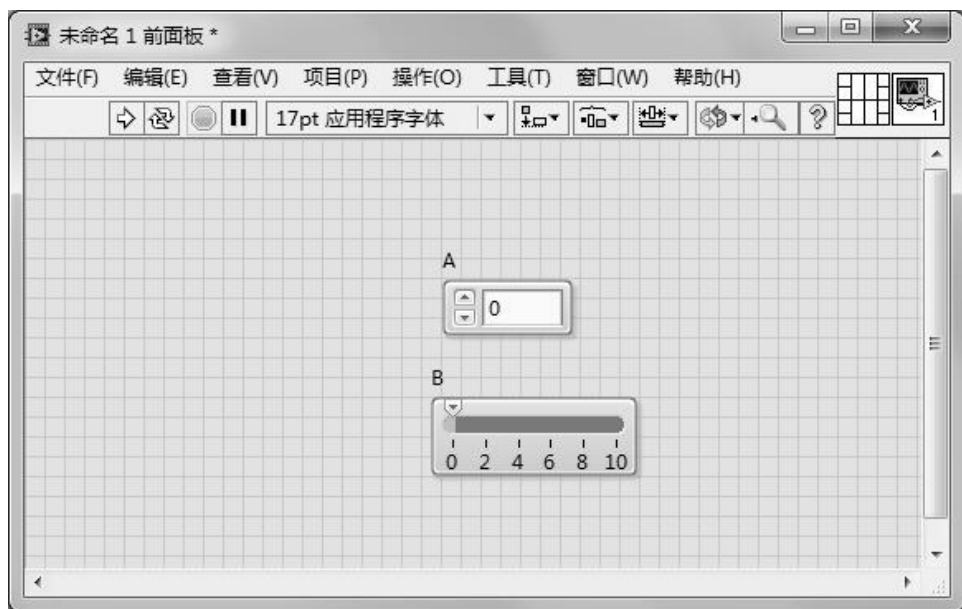 未命名 1 前面板 *
文件(F) 编辑(E) 查看(V) 项目(P) 操作(O) 工具(T) 窗口(W) 帮助(H)
17pt 应用程序字体
1
A
0
B
0 2 4 6 8 10